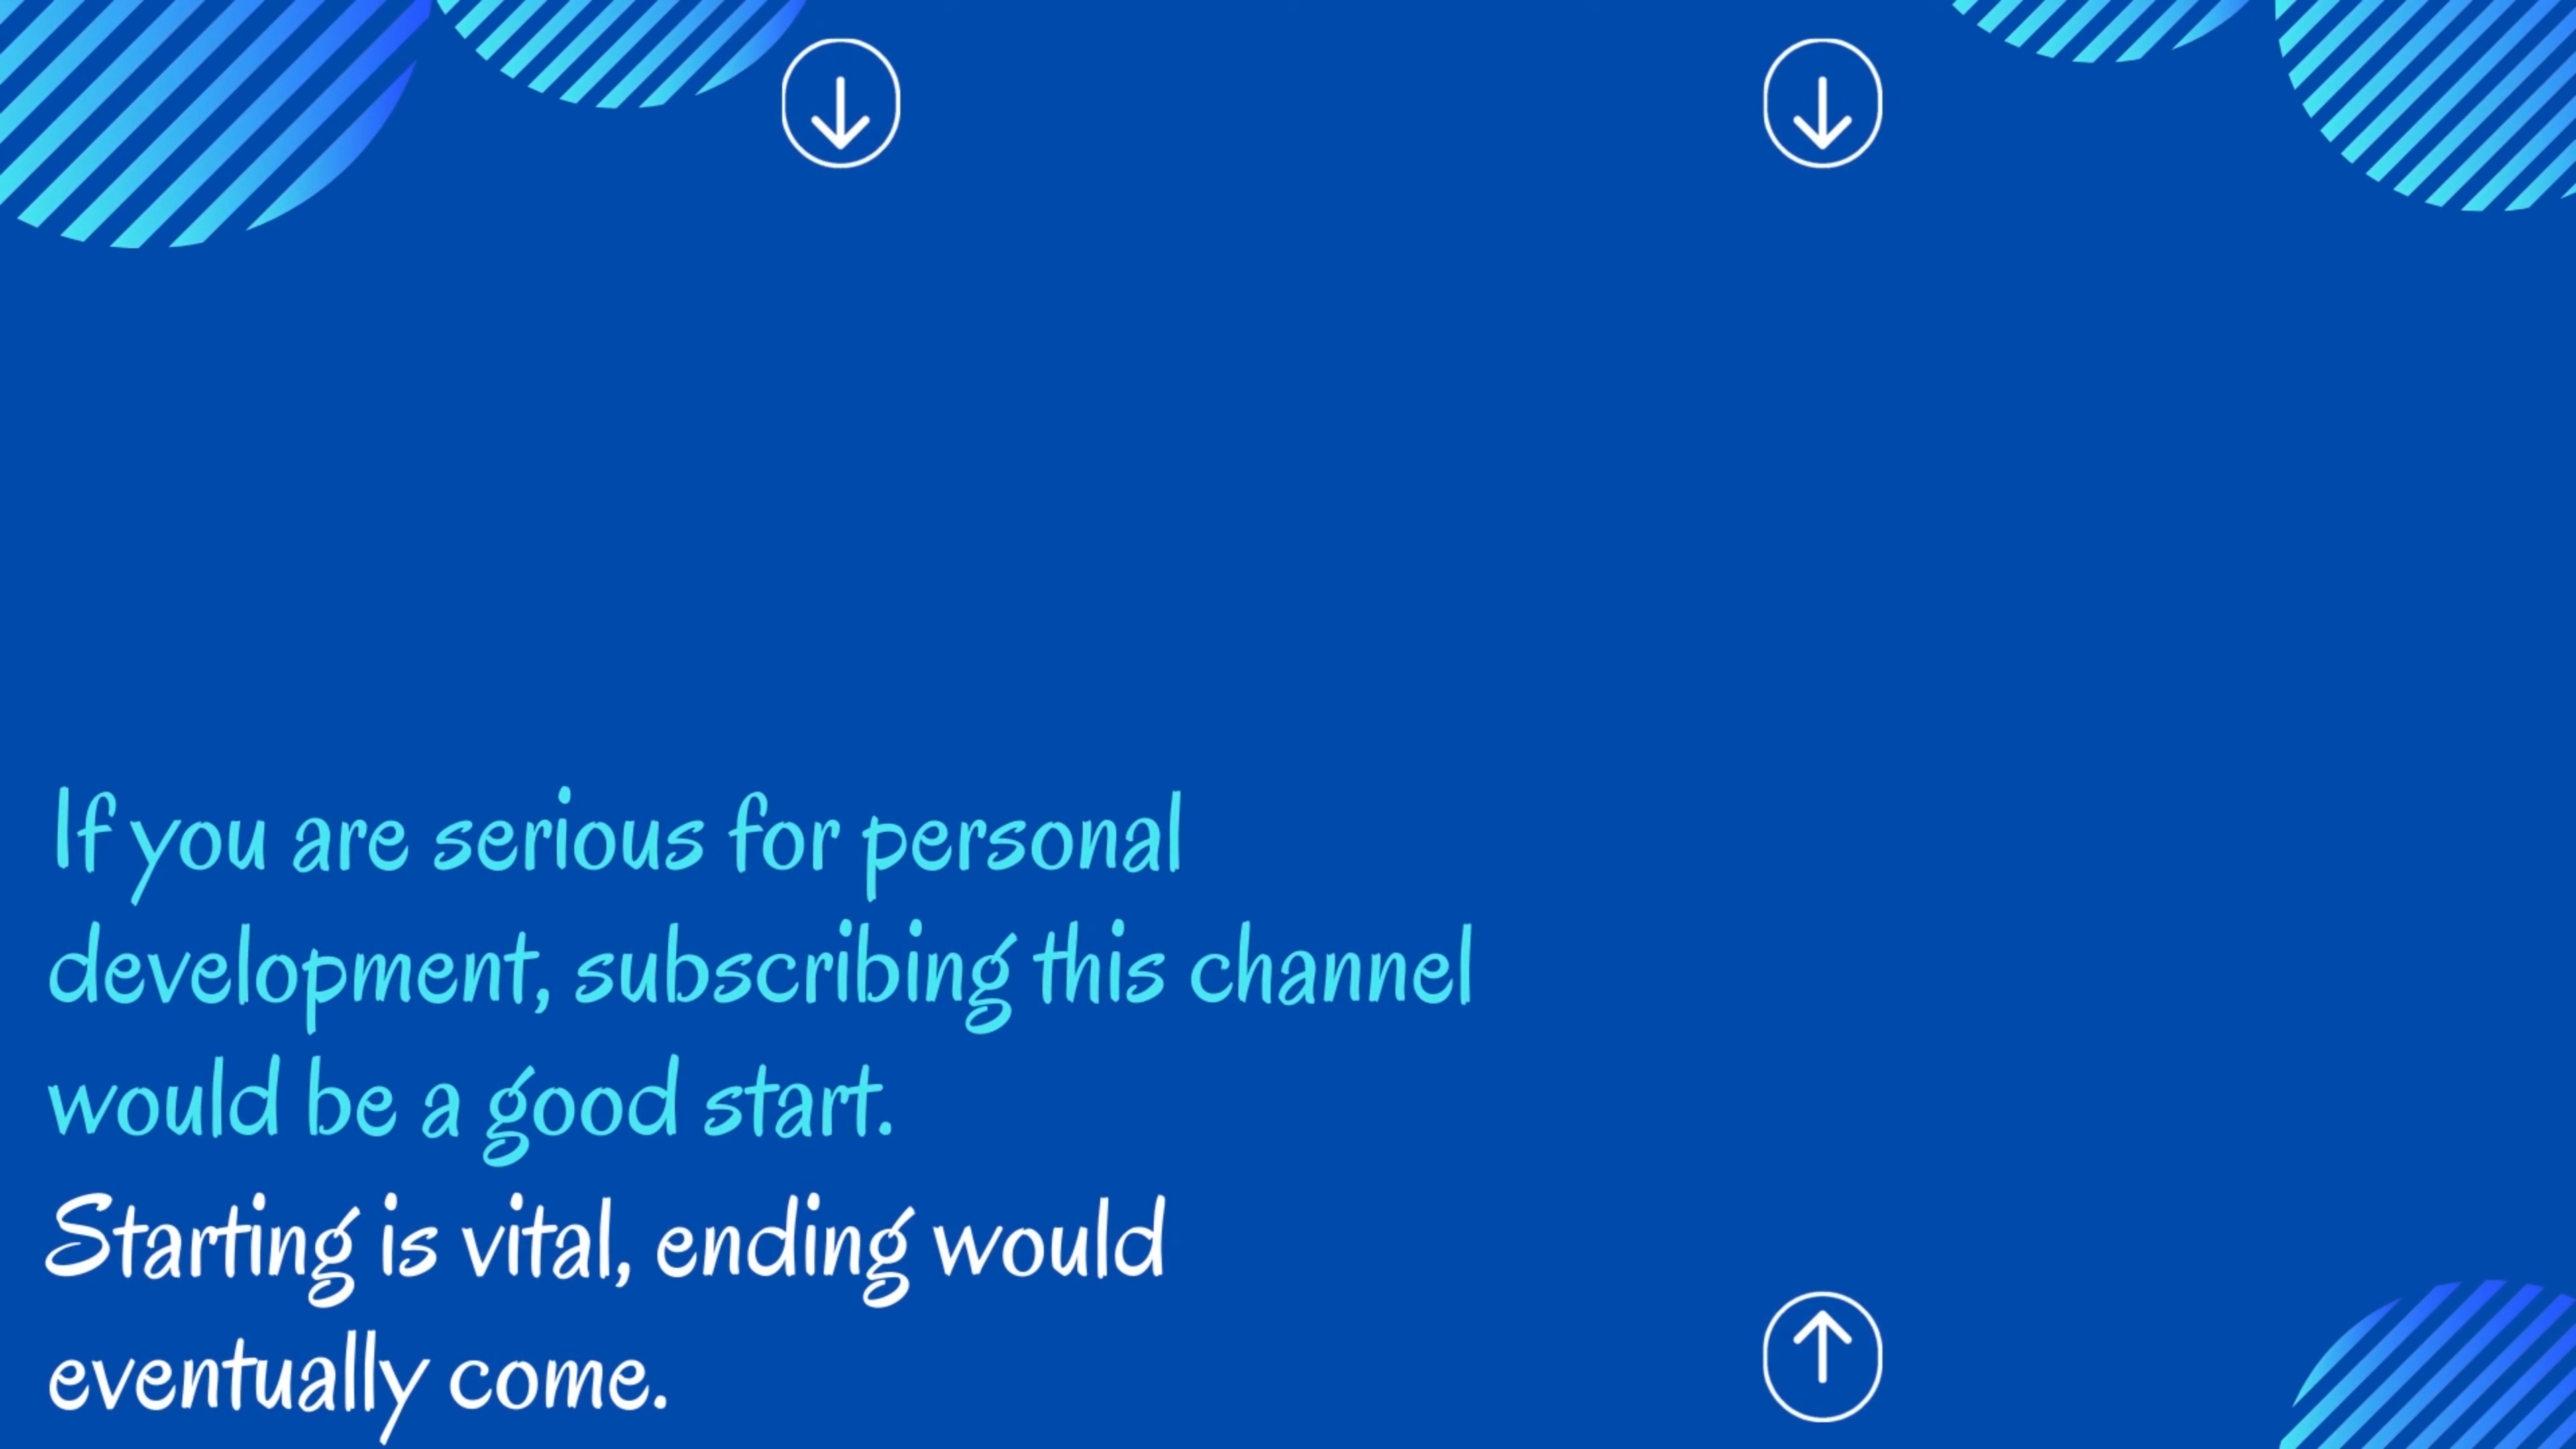 If you are serious for personal
development, subscribing this channel
would be a good start.
Starting is vital, ending would
eventually come.